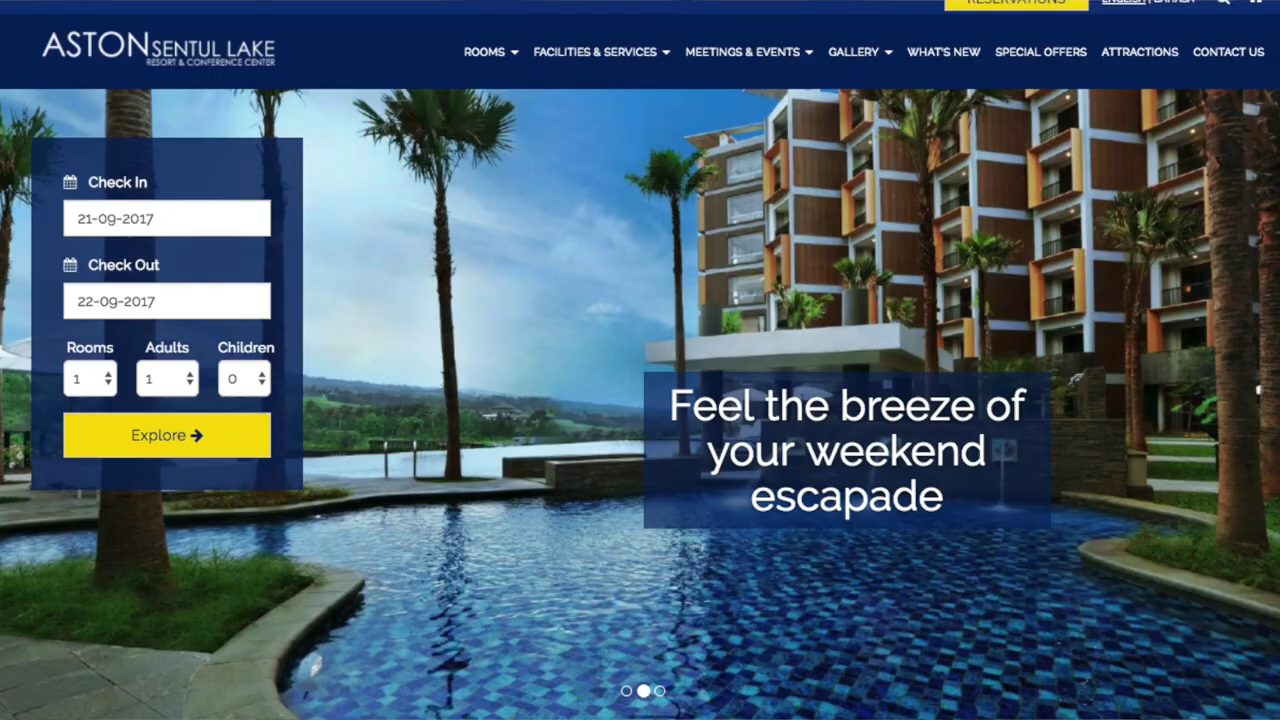 RESERVATIONS
ENGLISH | BAHASA
ASTON SENTUL LAKE
RESORT & CONFERENCE CENTER
ROOMS FACILITIES & SERVICES MEETINGS & EVENTS GALLERY WHAT'S NEW SPECIAL OFFERS ATTRACTIONS CONTACT US
Check In
21-09-2017
Check Out
22-09-2017
Rooms Adults Children
1 1 0
Explore
Feel the breeze of
your weekend
escapade